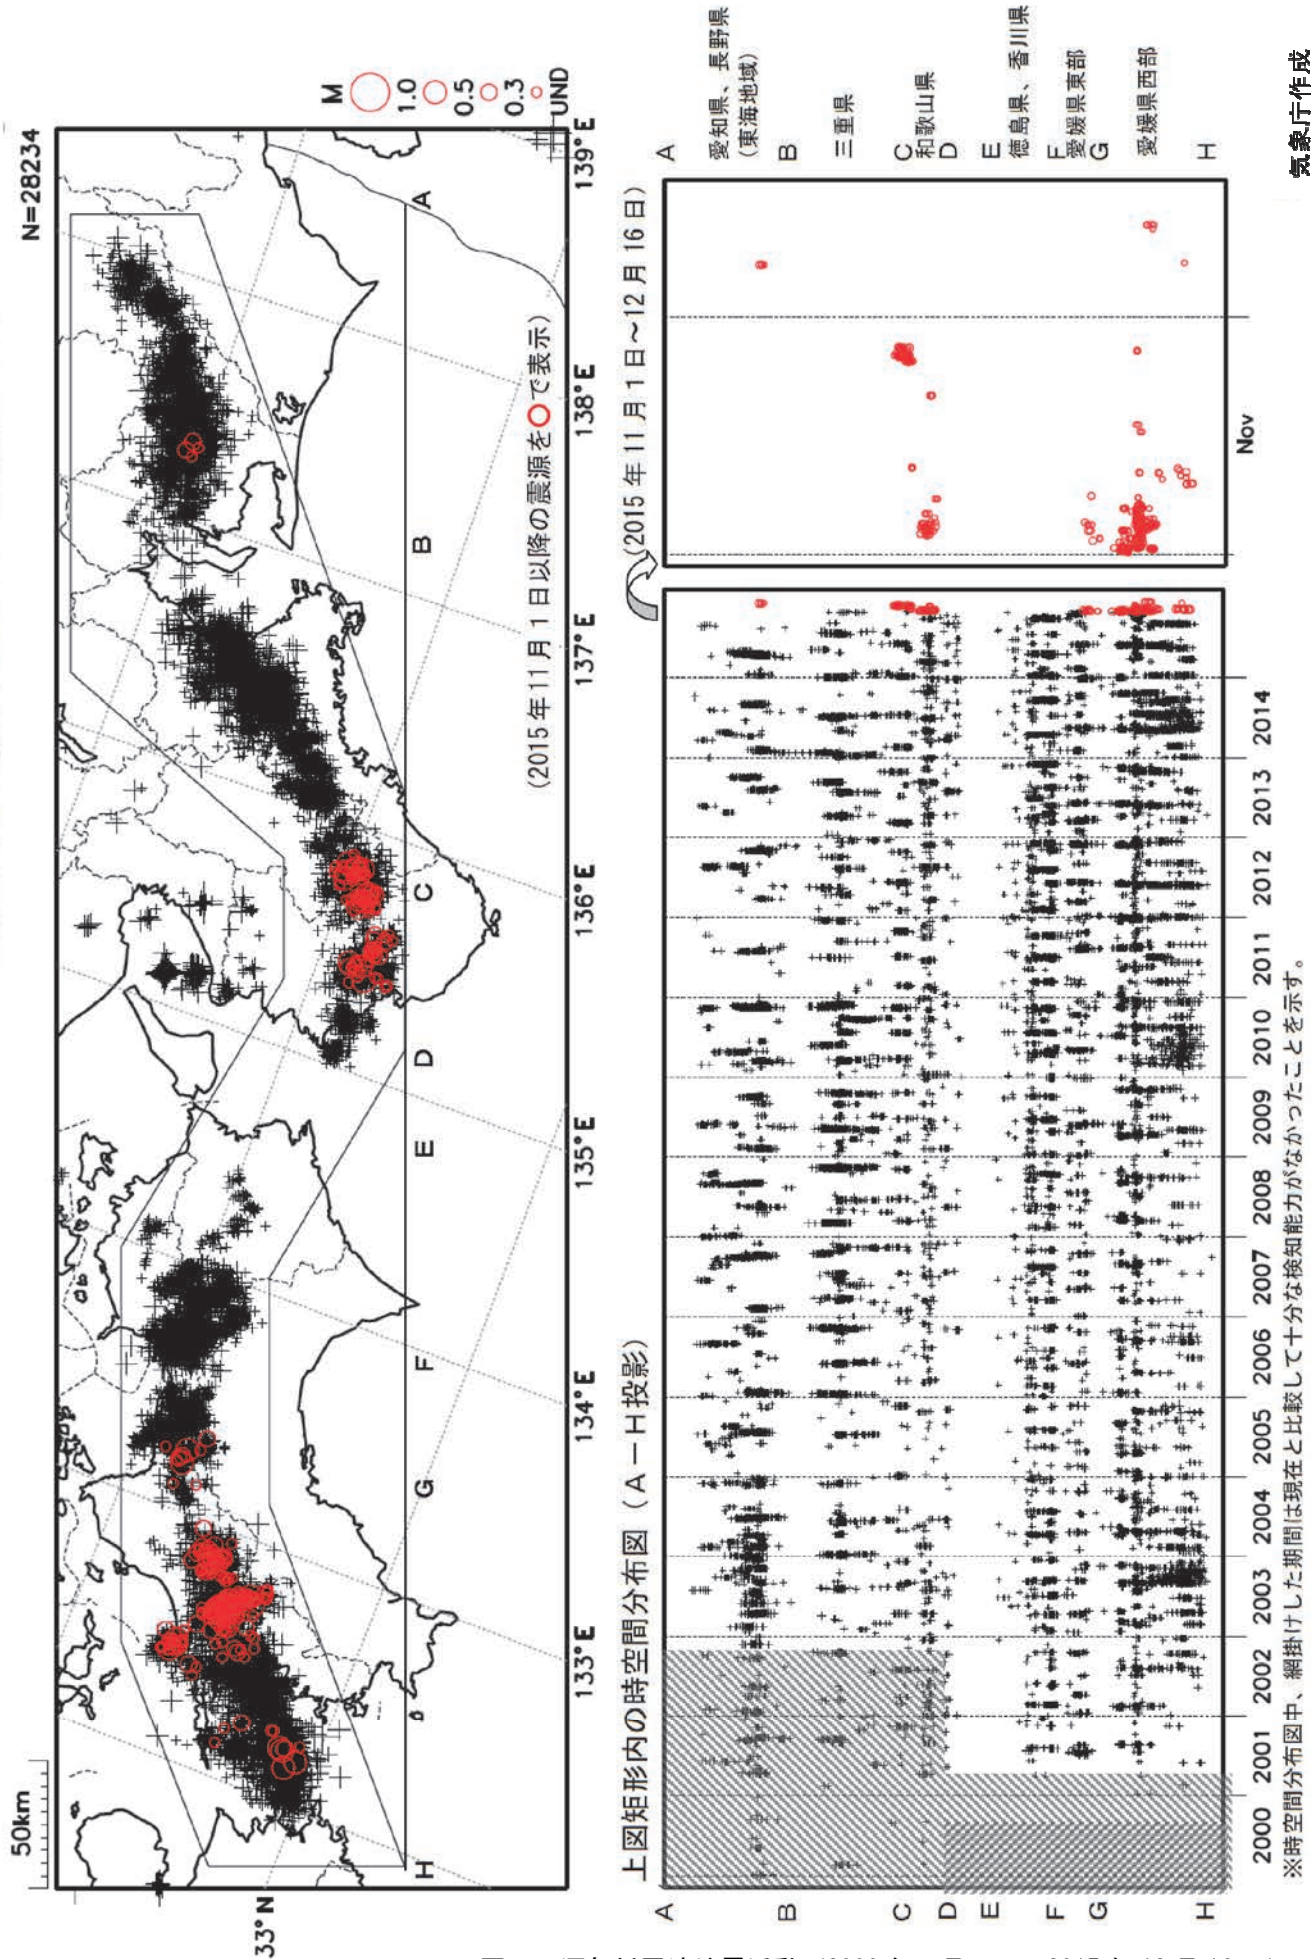 50km
N=28234
M
1.0
0.5
0.3
UND
33°N
H
G
F
E
D
C
B
A
(2015年11月1日以降の震源を○で表示)
133°E
134°E
135°E
136°E
137°E
138°E
139°E
上図矩形内の時空間分布図(A－H投影)
(2015年11月1日～12月16日)
A
B
C
D
E
F
G
H
A
愛知県、長野県
(東海地域)
B
三重県
C
和歌山県
D
E
徳島県、香川県
F
愛媛県東部
G
愛媛県西部
H
2000
2001
2002
2003
2004
2005
2006
2007
2008
2009
2010
2011
2012
2013
2014
Nov
※時空間分布図中、網掛けした期間は現在と比較して十分な検知能力がなかったことを示す。
気象庁作成